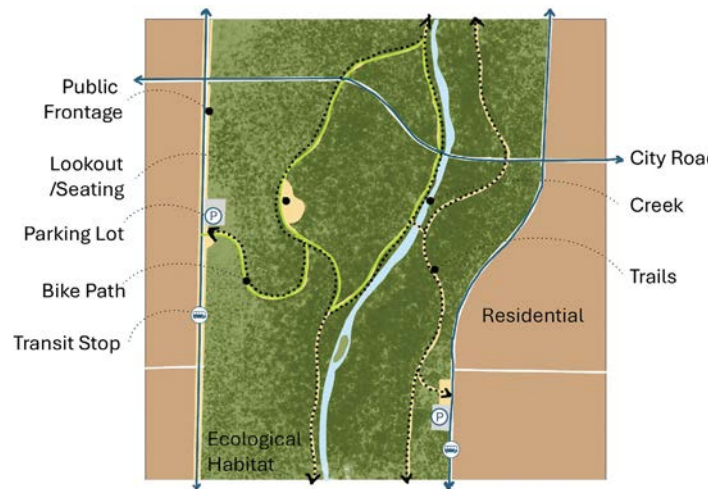 Public
Frontage
Lookout
/Seating
Parking Lot
Bike Path
Transit Stop
P
City Road
Creek
Trails
Residential
P
Ecological
Habitat